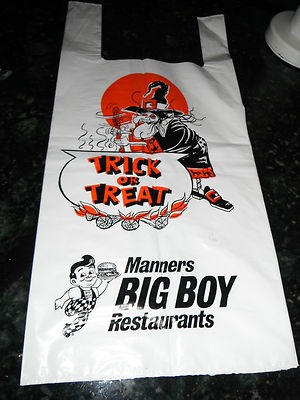 TRICK
OR
TREAT
Manners
BIG BOY
Restaurants